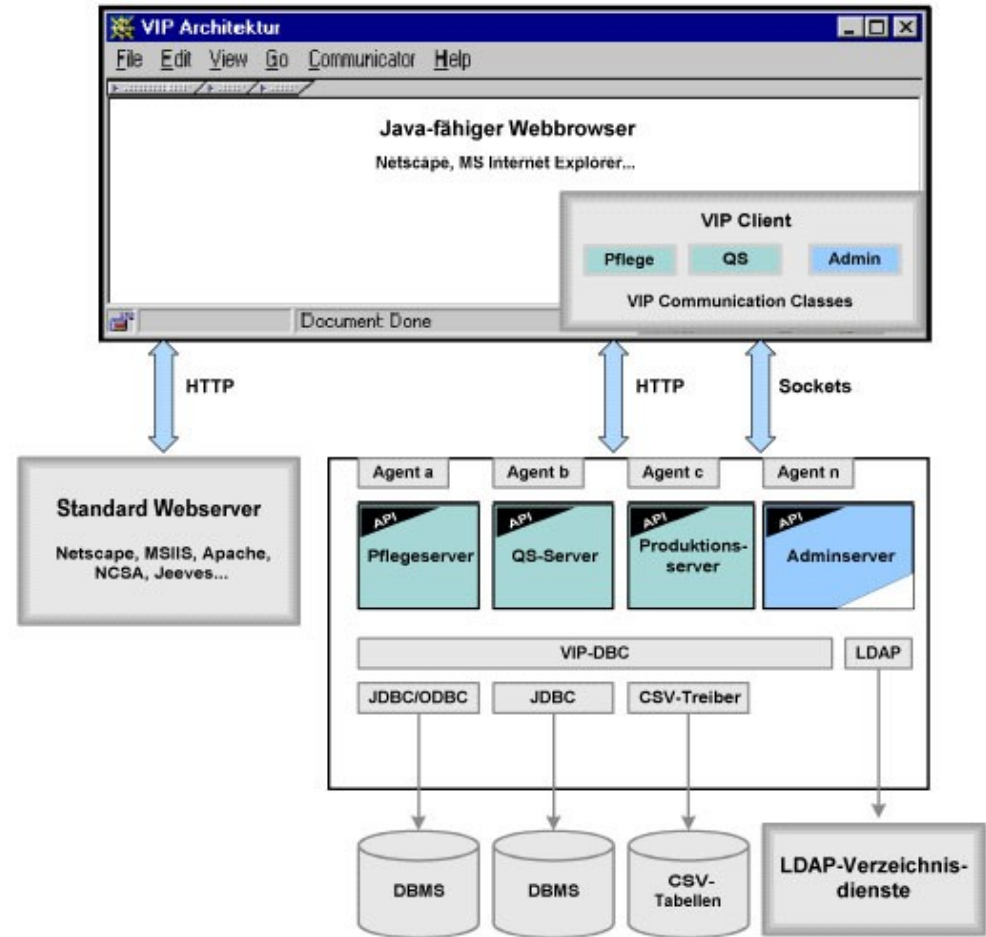 VIP Architektur
File Edit View Go Communicator Help
Java-fähiger Webbrowser
Netscape, MS Internet Explorer...
VIP Client
Pflege QS Admin
VIP Communication Classes
Document: Done
HTTP HTTP Sockets
Standard Webserver
Netscape, MSIIS, Apache,
NCSA, Jeeves...
Agent a Agent b Agent c Agent n
API API API API
Pflegeserver QS-Server Produktions-
server Adminserver
VIP-DBC LDAP
JDBC/ODBC JDBC CSV-Treiber
DBMS DBMS CSV-
Tabellen
LDAP-Verzeichnis-
dienste